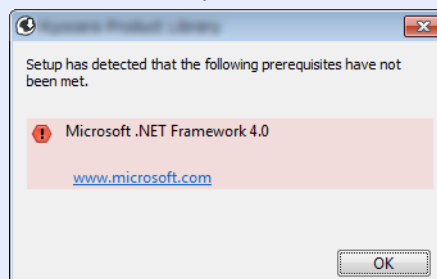 Setup has detected that the following prerequisites have not
been met.
Microsoft .NET Framework 4.0
www.microsoft.com
OK